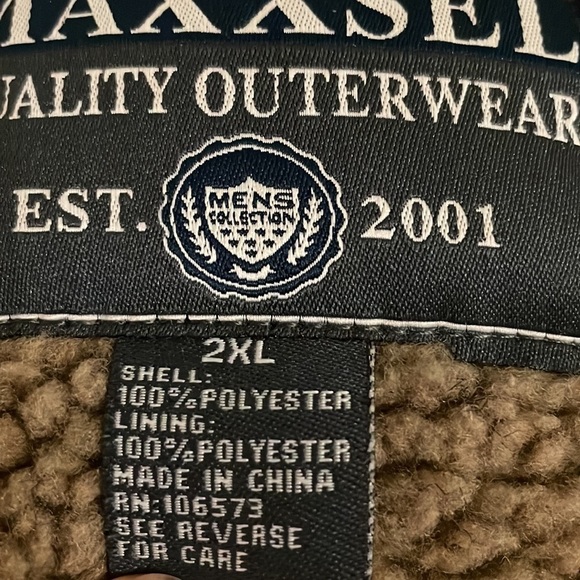 MAXXSEL
QUALITY OUTERWEAR
EST. MENS COLLECTION 2001
2XL
SHELL:
100% POLYESTER
LINING:
100% POLYESTER
MADE IN CHINA
RN:106573
SEE REVERSE
FOR CARE